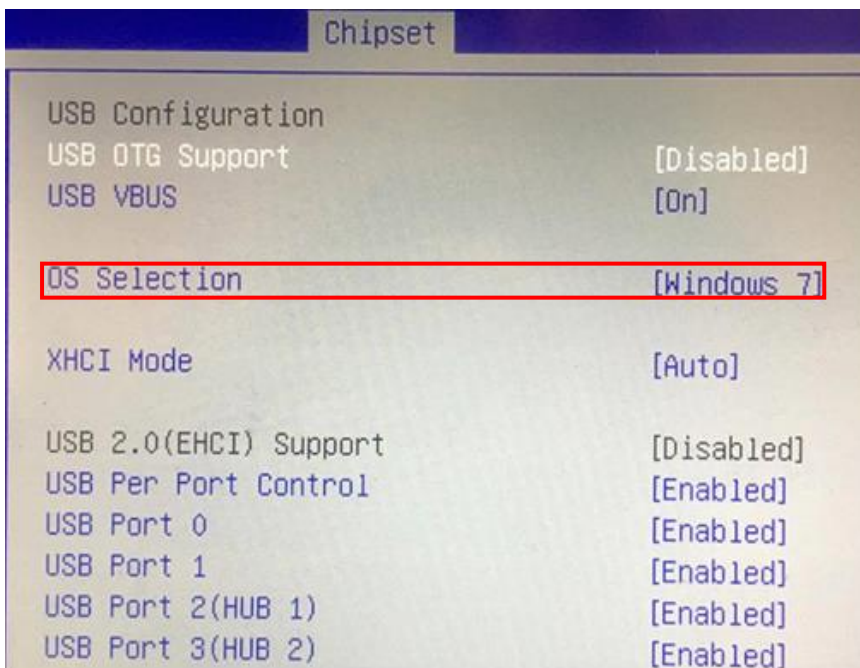 Chipset
USB Configuration
USB OTG Support [Disabled]
USB VBUS [On]
OS Selection [Windows 7]
XHCI Mode [Auto]
USB 2.0(EHCI) Support [Disabled]
USB Per Port Control [Enabled]
USB Port 0 [Enabled]
USB Port 1 [Enabled]
USB Port 2(HUB 1) [Enabled]
USB Port 3(HUB 2) [Enabled]